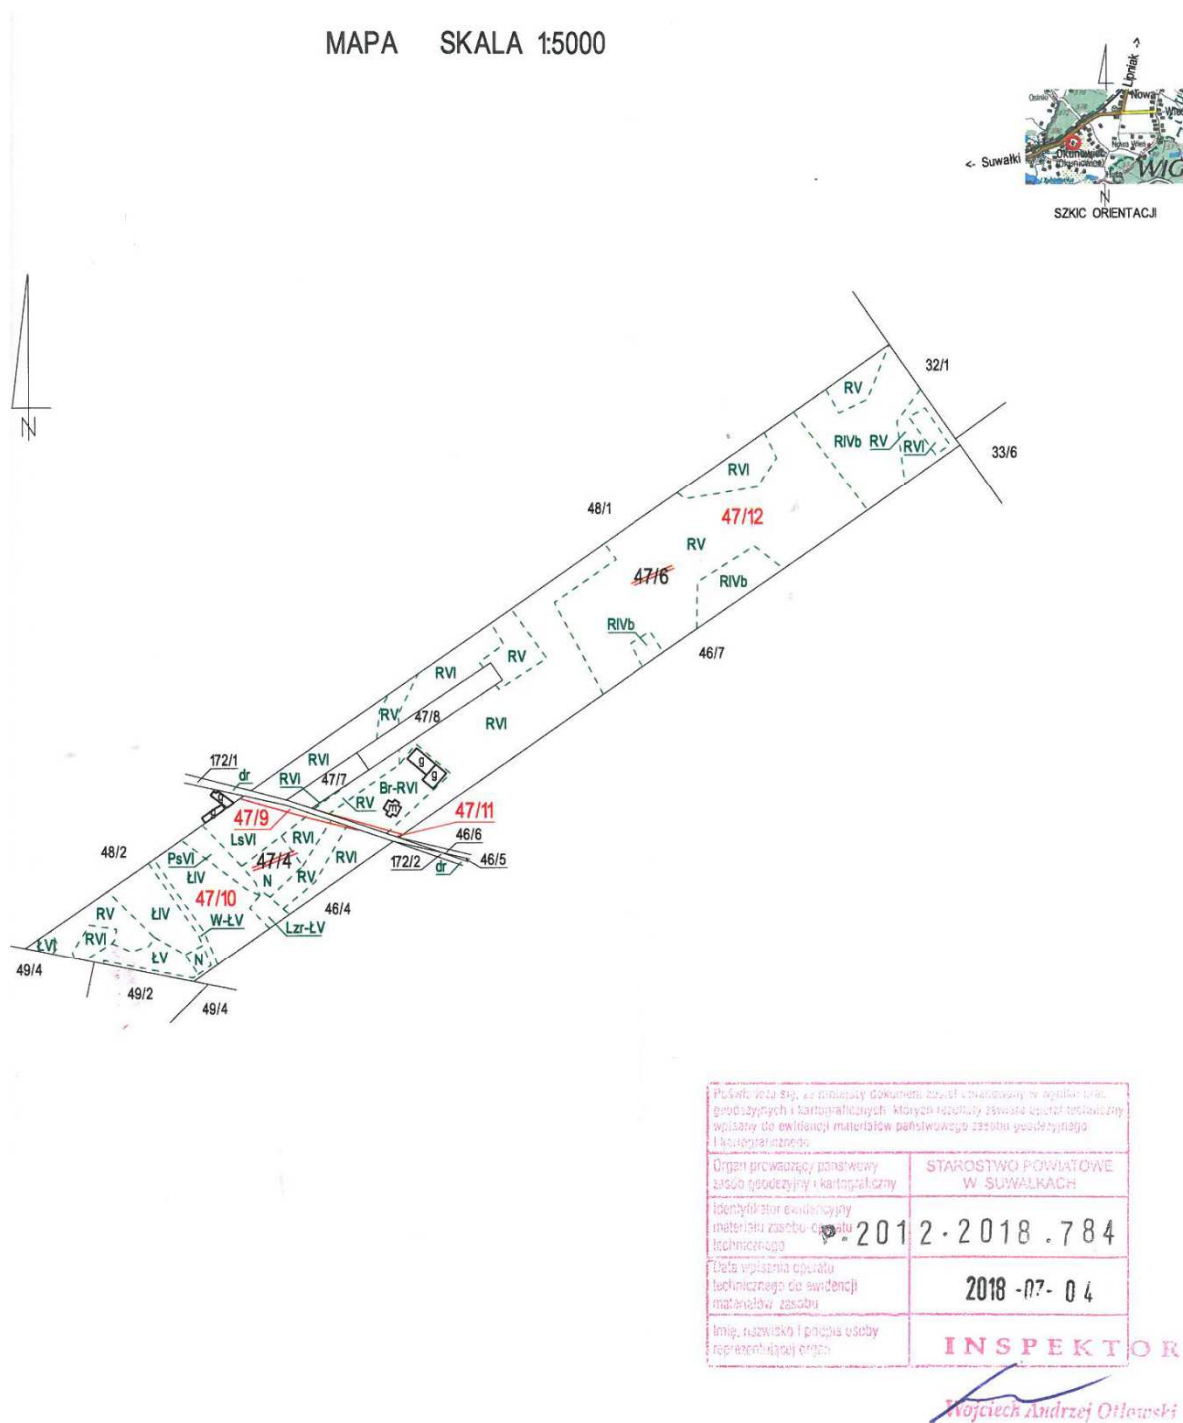 MAPA SKALA 1:5000
Lipniak ->
Nowa
<- Suwałki
WIG
N
SZKIC ORIENTACJI
N
32/1
RV
RIVb RV RVI
33/6
RVI
48/1
47/12
RV
47/6
RIVb
RIVb
46/7
RV
RVI
RV
47/8
RVI
172/1
dr
RVI
RVI
47/7
g
g
Br-RVI
RV
m
g
g
47/9
47/11
LsVI
RVI
46/6
48/2
PsVI
47/4
RVI
172/2
46/5
dr
ŁIV
N
RV
47/10
46/4
RV
ŁIV
W-ŁV
Lzr-ŁV
RVI
ŁVI
ŁV
N
49/4
49/2
49/4
Poświadcza się, że niniejszy dokument został opracowany w wyniku prac
geodezyjnych i kartograficznych, których rezultaty zawiera operat techniczny
wpisany do ewidencji materiałów państwowego zasobu geodezyjnego
i kartograficznego
Organ prowadzący państwowy
zasób geodezyjny i kartograficzny
STAROSTWO POWIATOWE
W SUWAŁKACH
Identyfikator ewidencyjny
materiału zasobu-operatu
technicznego
P.2012.2018.784
Data wpisania operatu
technicznego do ewidencji
materiałów zasobu
2018 -07- 04
Imię, nazwisko i podpis osoby
reprezentującej organ
INSPEKTOR
Wojciech Andrzej Otłowski